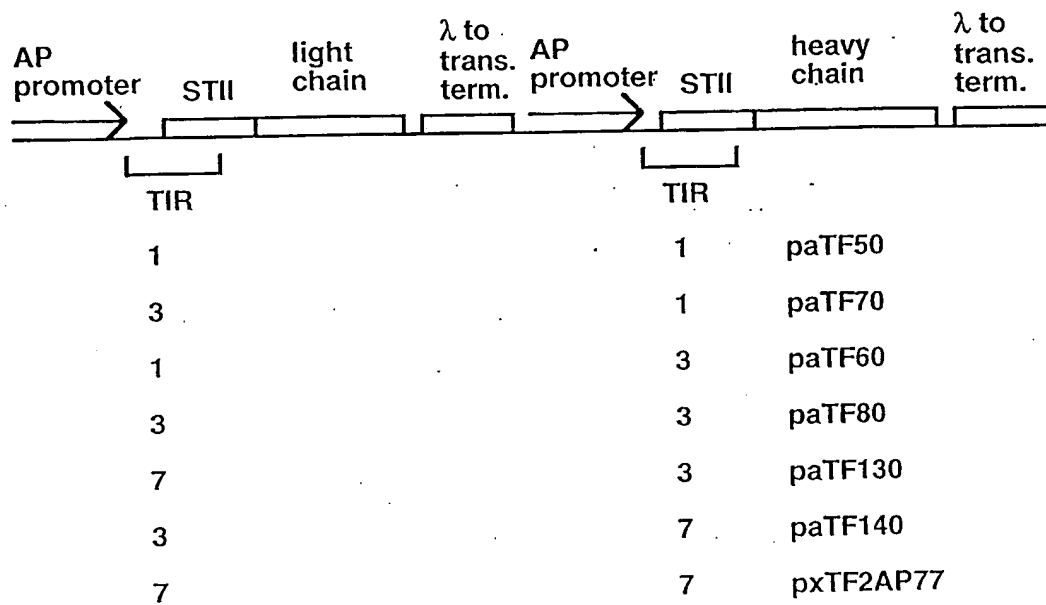 AP promoter STII light chain λ to trans. term. AP promoter STII heavy chain λ to trans. term.
TIR TIR
1 1 paTF50
3 1 paTF70
1 3 paTF60
3 3 paTF80
7 3 paTF130
3 7 paTF140
7 7 pxTF2AP77